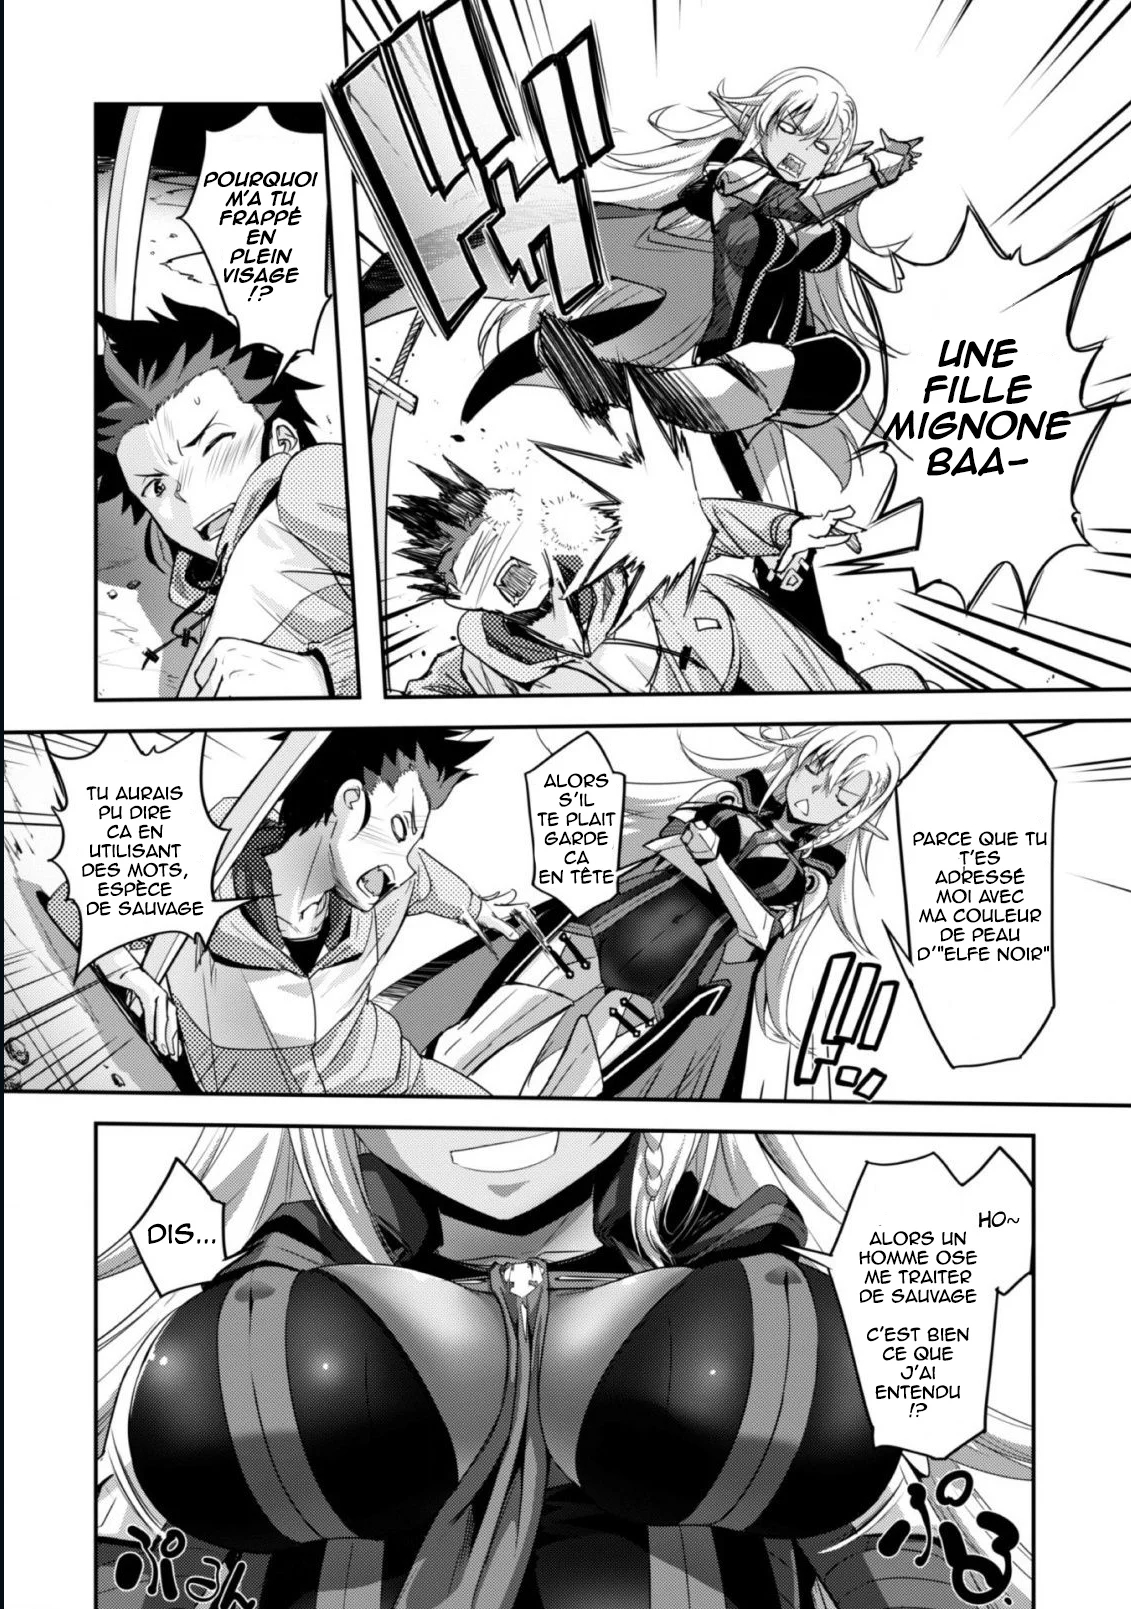 UNE
FILLE
MIGNONE
BAA-
POURQUOI
M'A TU
FRAPPÉ
EN
PLEIN
VISAGE
!?
PARCE QUE TU
T'ES
ADRESSÉ
MOI AVEC
MA COULEUR
DE PEAU
D'"ELFE NOIR"
ALORS
S'IL
TE PLAIT
GARDE
CA
EN TÊTE
TU AURAIS
PU DIRE
CA EN
UTILISANT
DES MOTS,
ESPÈCE
DE SAUVAGE
HO~
ALORS UN
HOMME OSE
ME TRAITER
DE SAUVAGE
C'EST BIEN
CE QUE
J'AI
ENTENDU
!?
DIS...
ぷる